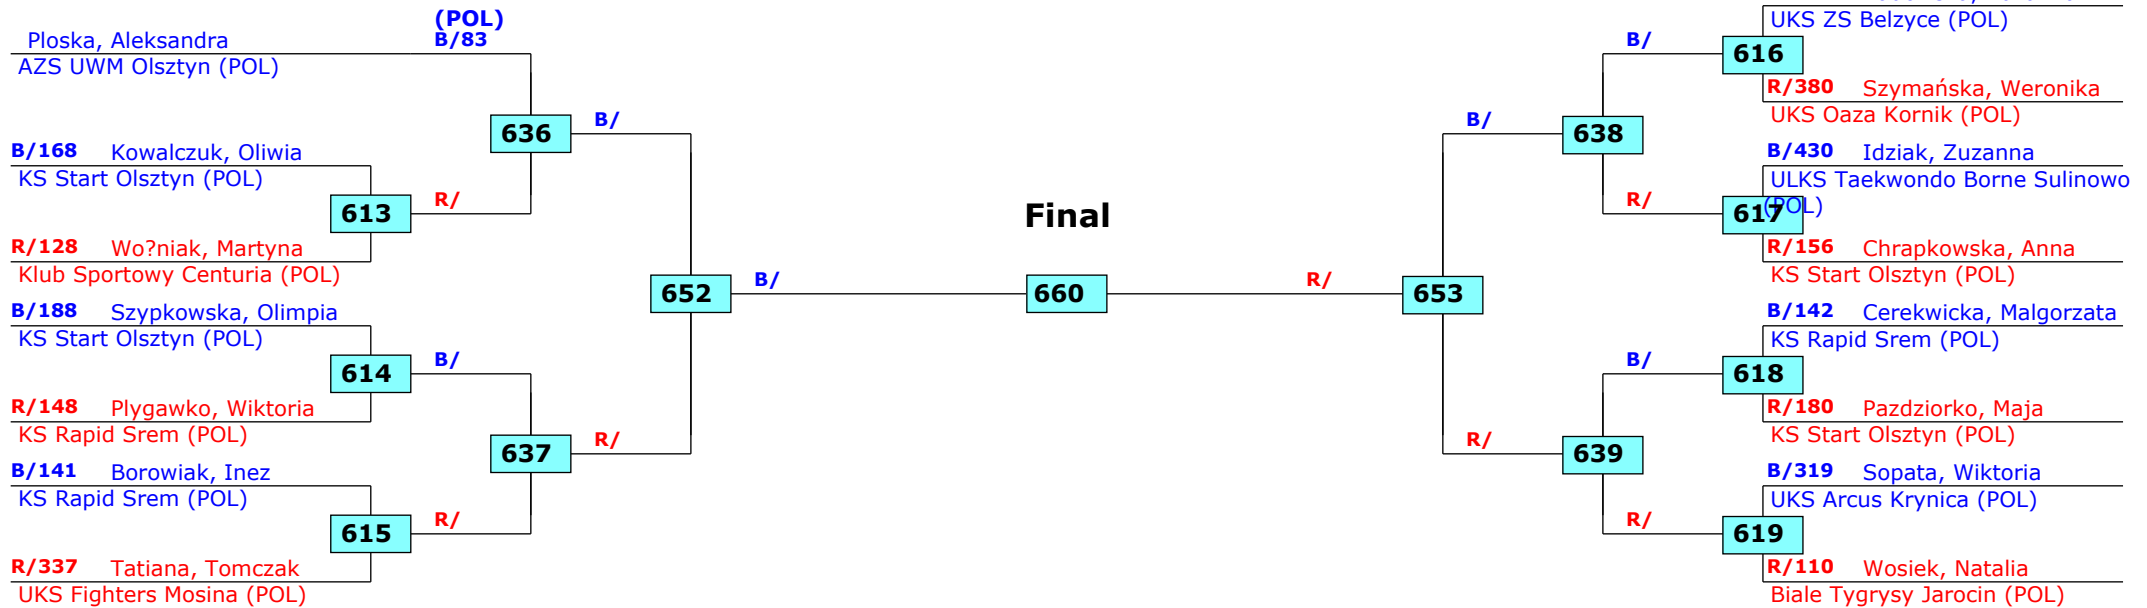 (POL)
Ploska, Aleksandra B/83
AZS UWM Olsztyn (POL)
636 B/
B/168 Kowalczuk, Oliwia
KS Start Olsztyn (POL)
613 R/
R/128 Wo?niak, Martyna
Klub Sportowy Centuria (POL)
652 B/
B/188 Szypkowska, Olimpia
KS Start Olsztyn (POL)
614 B/
R/148 Plygawko, Wiktoria
KS Rapid Srem (POL)
637 R/
B/141 Borowiak, Inez
KS Rapid Srem (POL)
615 R/
R/337 Tatiana, Tomczak
UKS Fighters Mosina (POL)
Final
660
UKS ZS Belzyce (POL)
B/ 616
R/380 Szymańska, Weronika
UKS Oaza Kornik (POL)
B/ 638
B/430 Idziak, Zuzanna
ULKS Taekwondo Borne Sulinowo
(POL)
R/ 617
R/156 Chrapkowska, Anna
KS Start Olsztyn (POL)
R/ 653
B/142 Cerekwicka, Malgorzata
KS Rapid Srem (POL)
B/ 618
R/180 Pazdziorko, Maja
KS Start Olsztyn (POL)
R/ 639
B/319 Sopata, Wiktoria
UKS Arcus Krynica (POL)
R/ 619
R/110 Wosiek, Natalia
Biale Tygrysy Jarocin (POL)